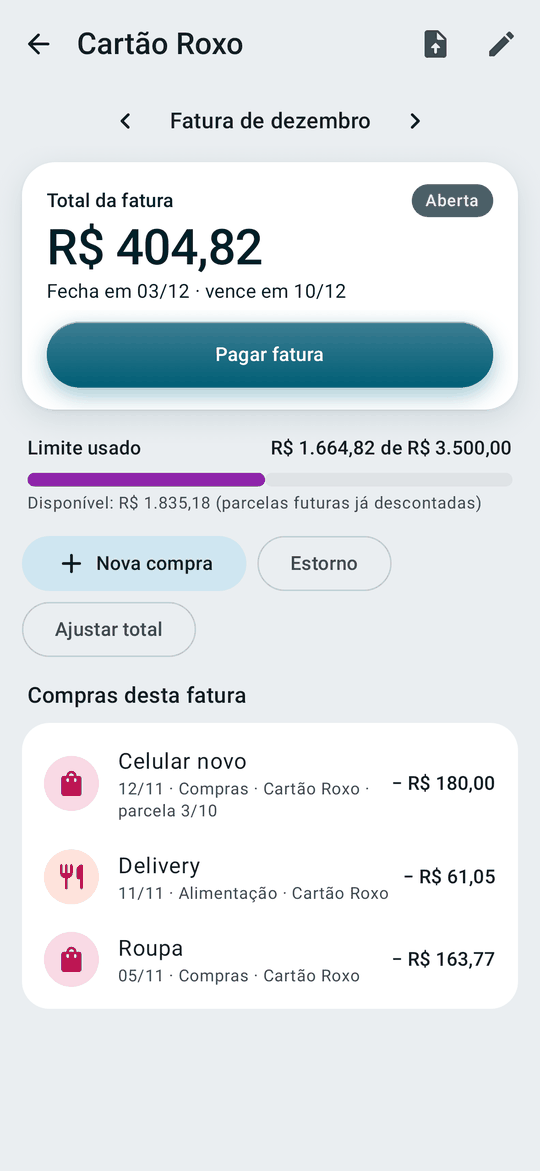 Cartão Roxo
Fatura de dezembro
Total da fatura
Aberta
R$ 404,82
Fecha em 03/12 · vence em 10/12
Pagar fatura
Limite usado
R$ 1.664,82 de R$ 3.500,00
Disponível: R$ 1.835,18 (parcelas futuras já descontadas)
Nova compra
Estorno
Ajustar total
Compras desta fatura
Celular novo
12/11 · Compras · Cartão Roxo ·
parcela 3/10
− R$ 180,00
Delivery
11/11 · Alimentação · Cartão Roxo
− R$ 61,05
Roupa
05/11 · Compras · Cartão Roxo
− R$ 163,77